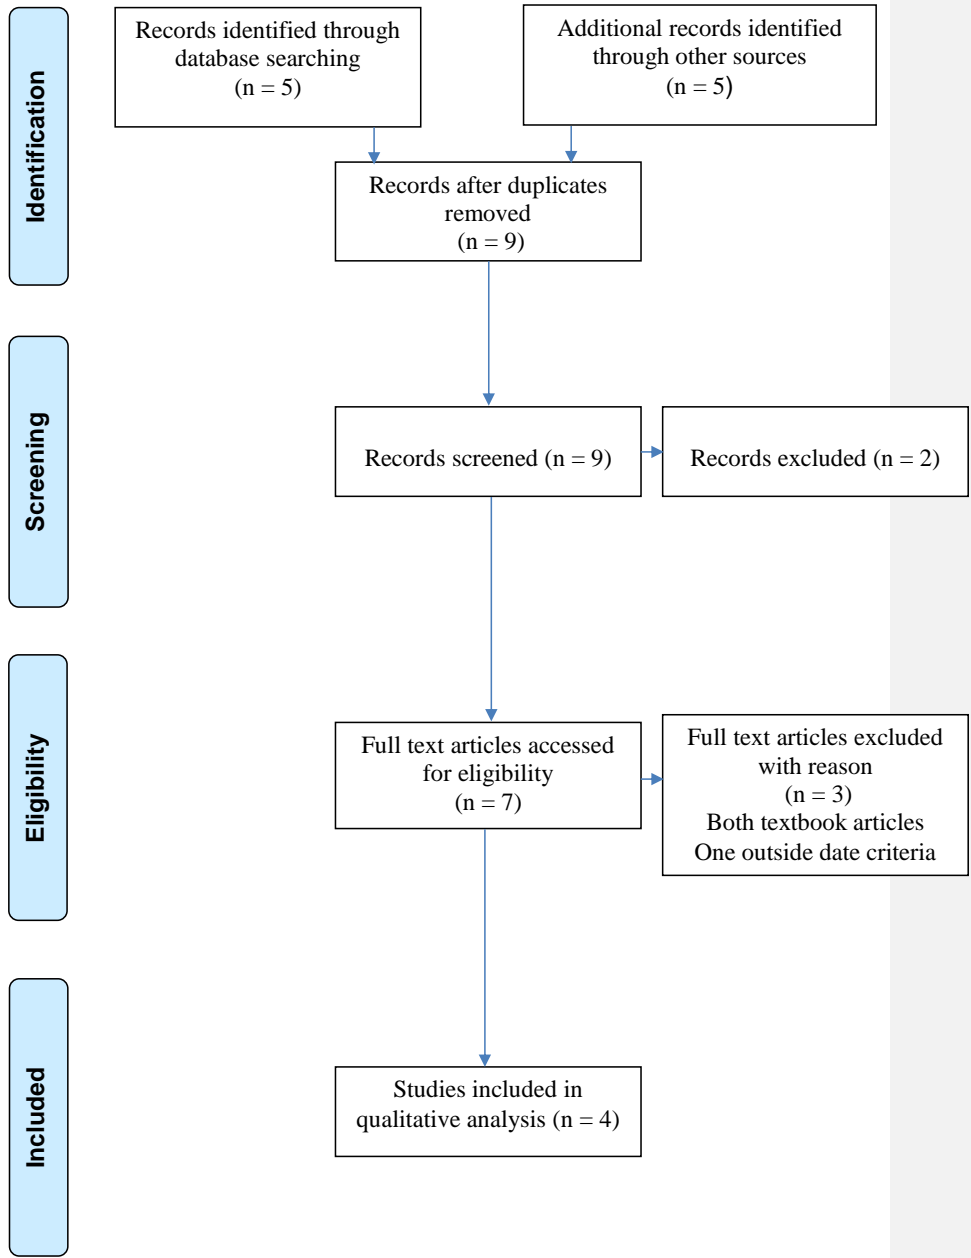 Identification
Records identified through
database searching
(n = 5)
Additional records identified
through other sources
(n = 5)
Records after duplicates
removed
(n = 9)
Screening
Records screened (n = 9)
Records excluded (n = 2)
Eligibility
Full text articles accessed
for eligibility
(n = 7)
Full text articles excluded
with reason
(n = 3)
Both textbook articles
One outside date criteria
Included
Studies included in
qualitative analysis (n = 4)